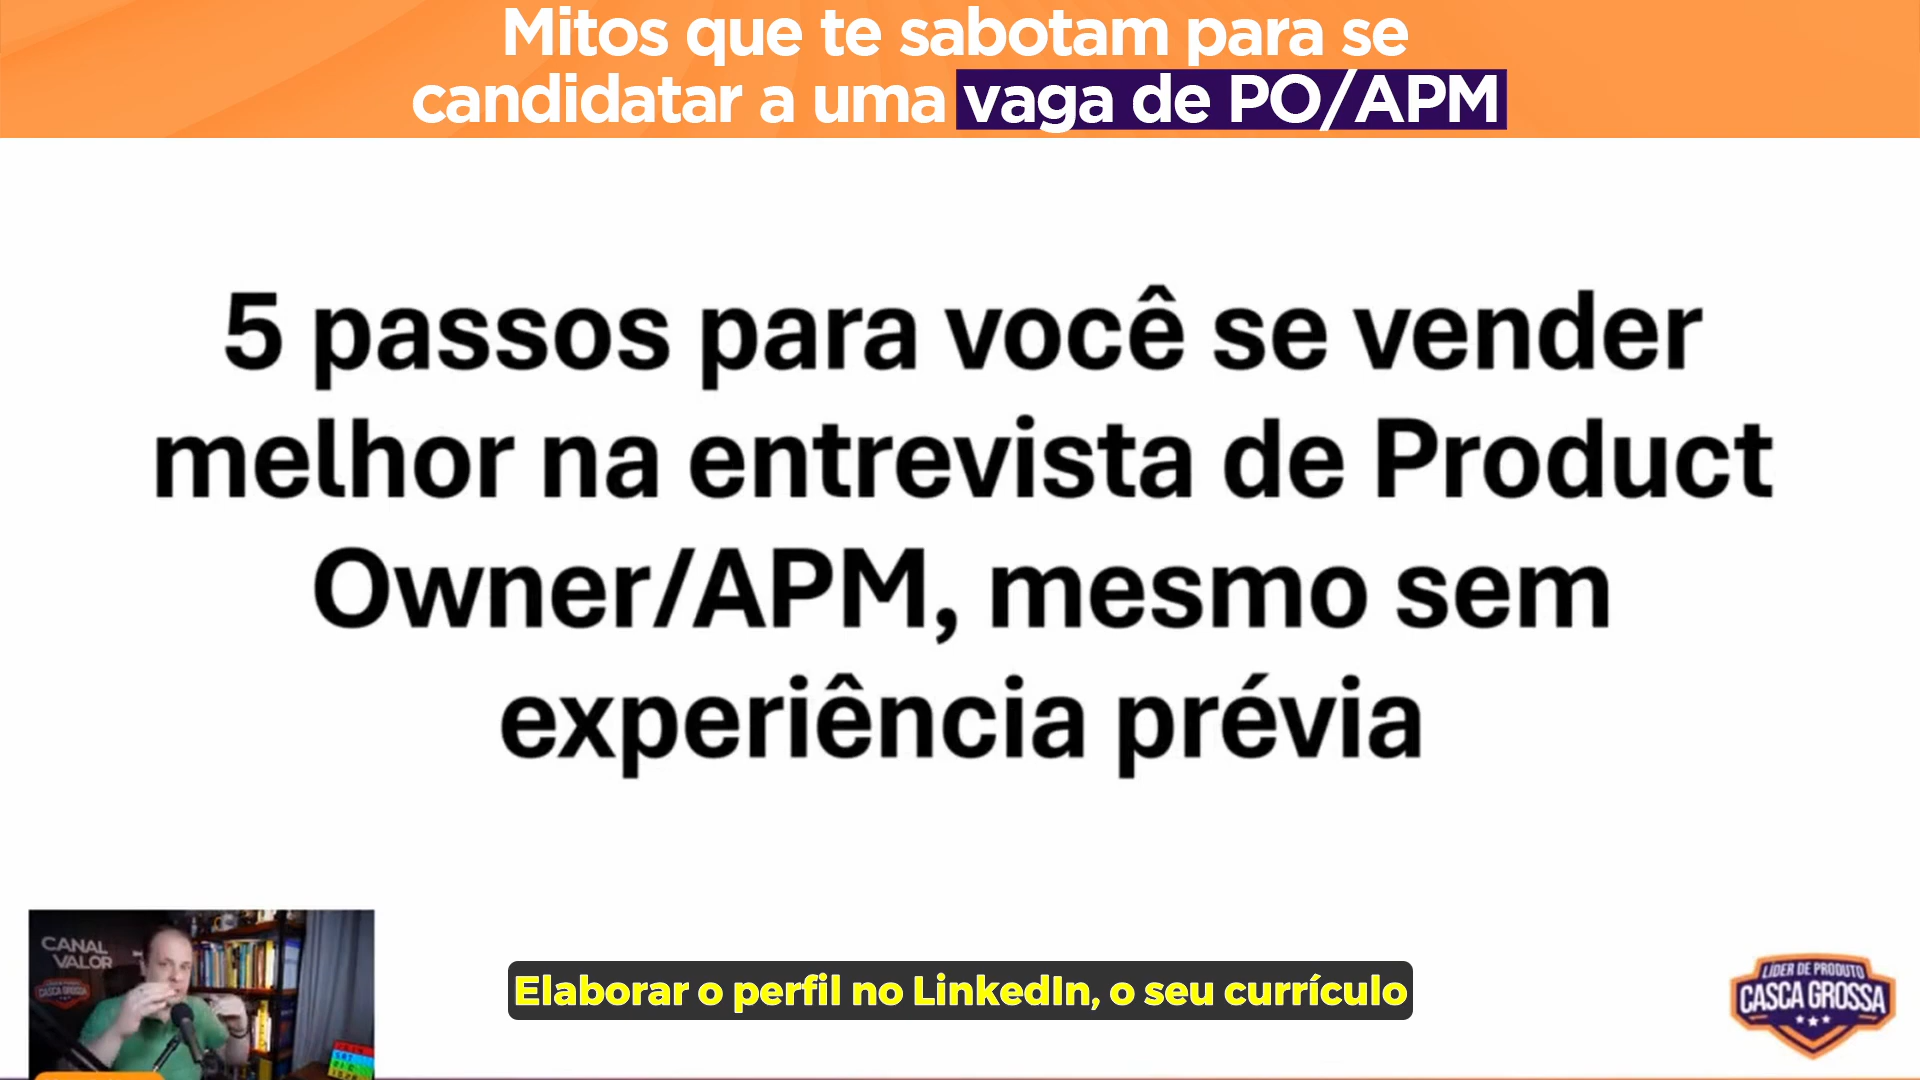 Mitos que te sabotam para se
candidatar a uma vaga de PO/APM
5 passos para você se vender
melhor na entrevista de Product
Owner/APM, mesmo sem
experiência prévia
CANAL
VALOR
CASCA GROSSA
Elaborar o perfil no LinkedIn, o seu currículo
LÍDER DE PRODUTO
CASCA GROSSA